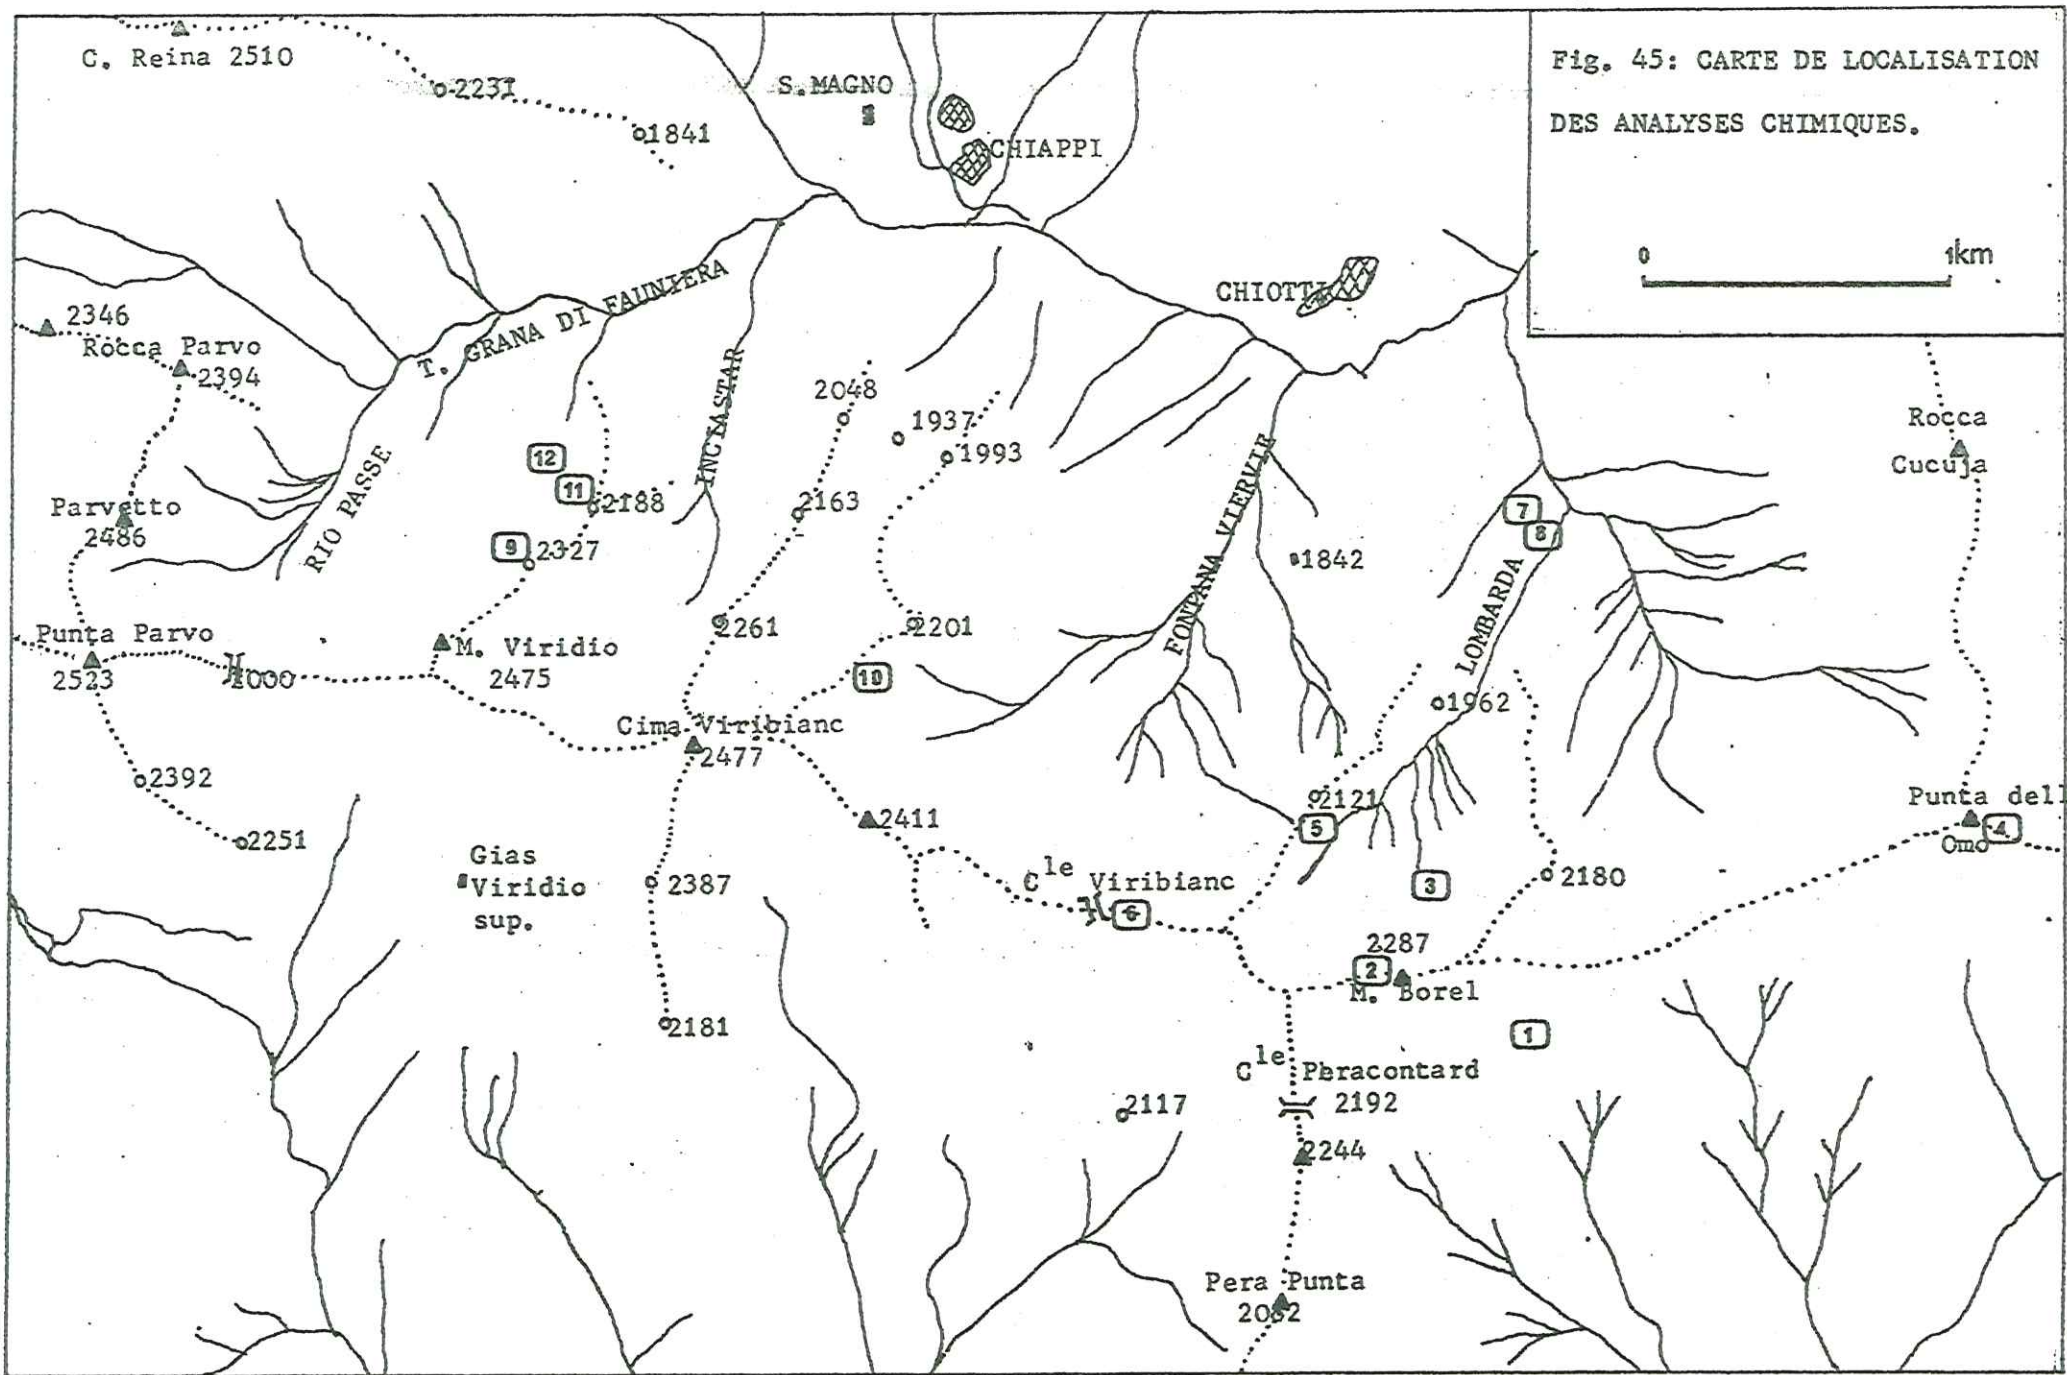 Fig. 45: CARTE DE LOCALISATION
DES ANALYSES CHIMIQUES.
0 1km
C. Reina 2510
2231
1841
S.MAGNO
CHIAPPI
CHIOTTI
T. GRANA DI FAUNIERA
2346
Rocca Parvo
2394
RIO PASSE
INCIASTAR
2048
1937
1993
Rocca
Cucuja
12
11
2188
2163
7
8
Parvetto
2486
9
2327
FONTANA VIERVIE
1842
LOMBARDA
2261
2201
Punta Parvo
2523
M. Viridio
2475
10
1962
Cima Viribianc
2477
2392
2251
2411
2121
5
Punta dell
4
Omo
Gias
Viridio
sup.
2387
Cle Viribianc
6
3
2180
2287
2
M. Borel
2181
1
Cle Peracontard
2192
2117
2244
Pera Punta